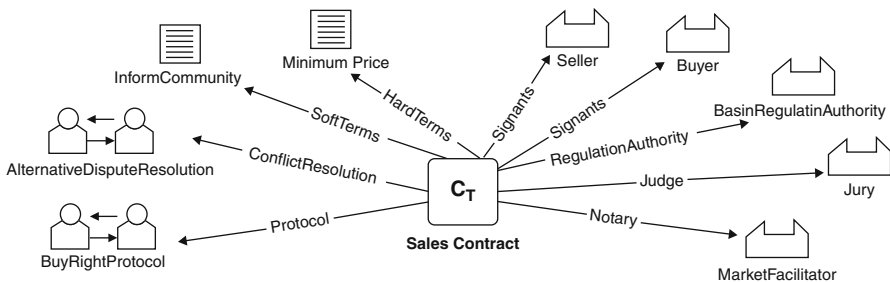 Seller
Buyer
InformCommunity
Minimum Price
BasinRegulatinAuthority
SoftTerms
HardTerms
Signants
Signants
RegulationAuthority
AlternativeDisputeResolution
ConflictResolution
Judge
Jury
CT
Protocol
Notary
Sales Contract
BuyRightProtocol
MarketFacilitator